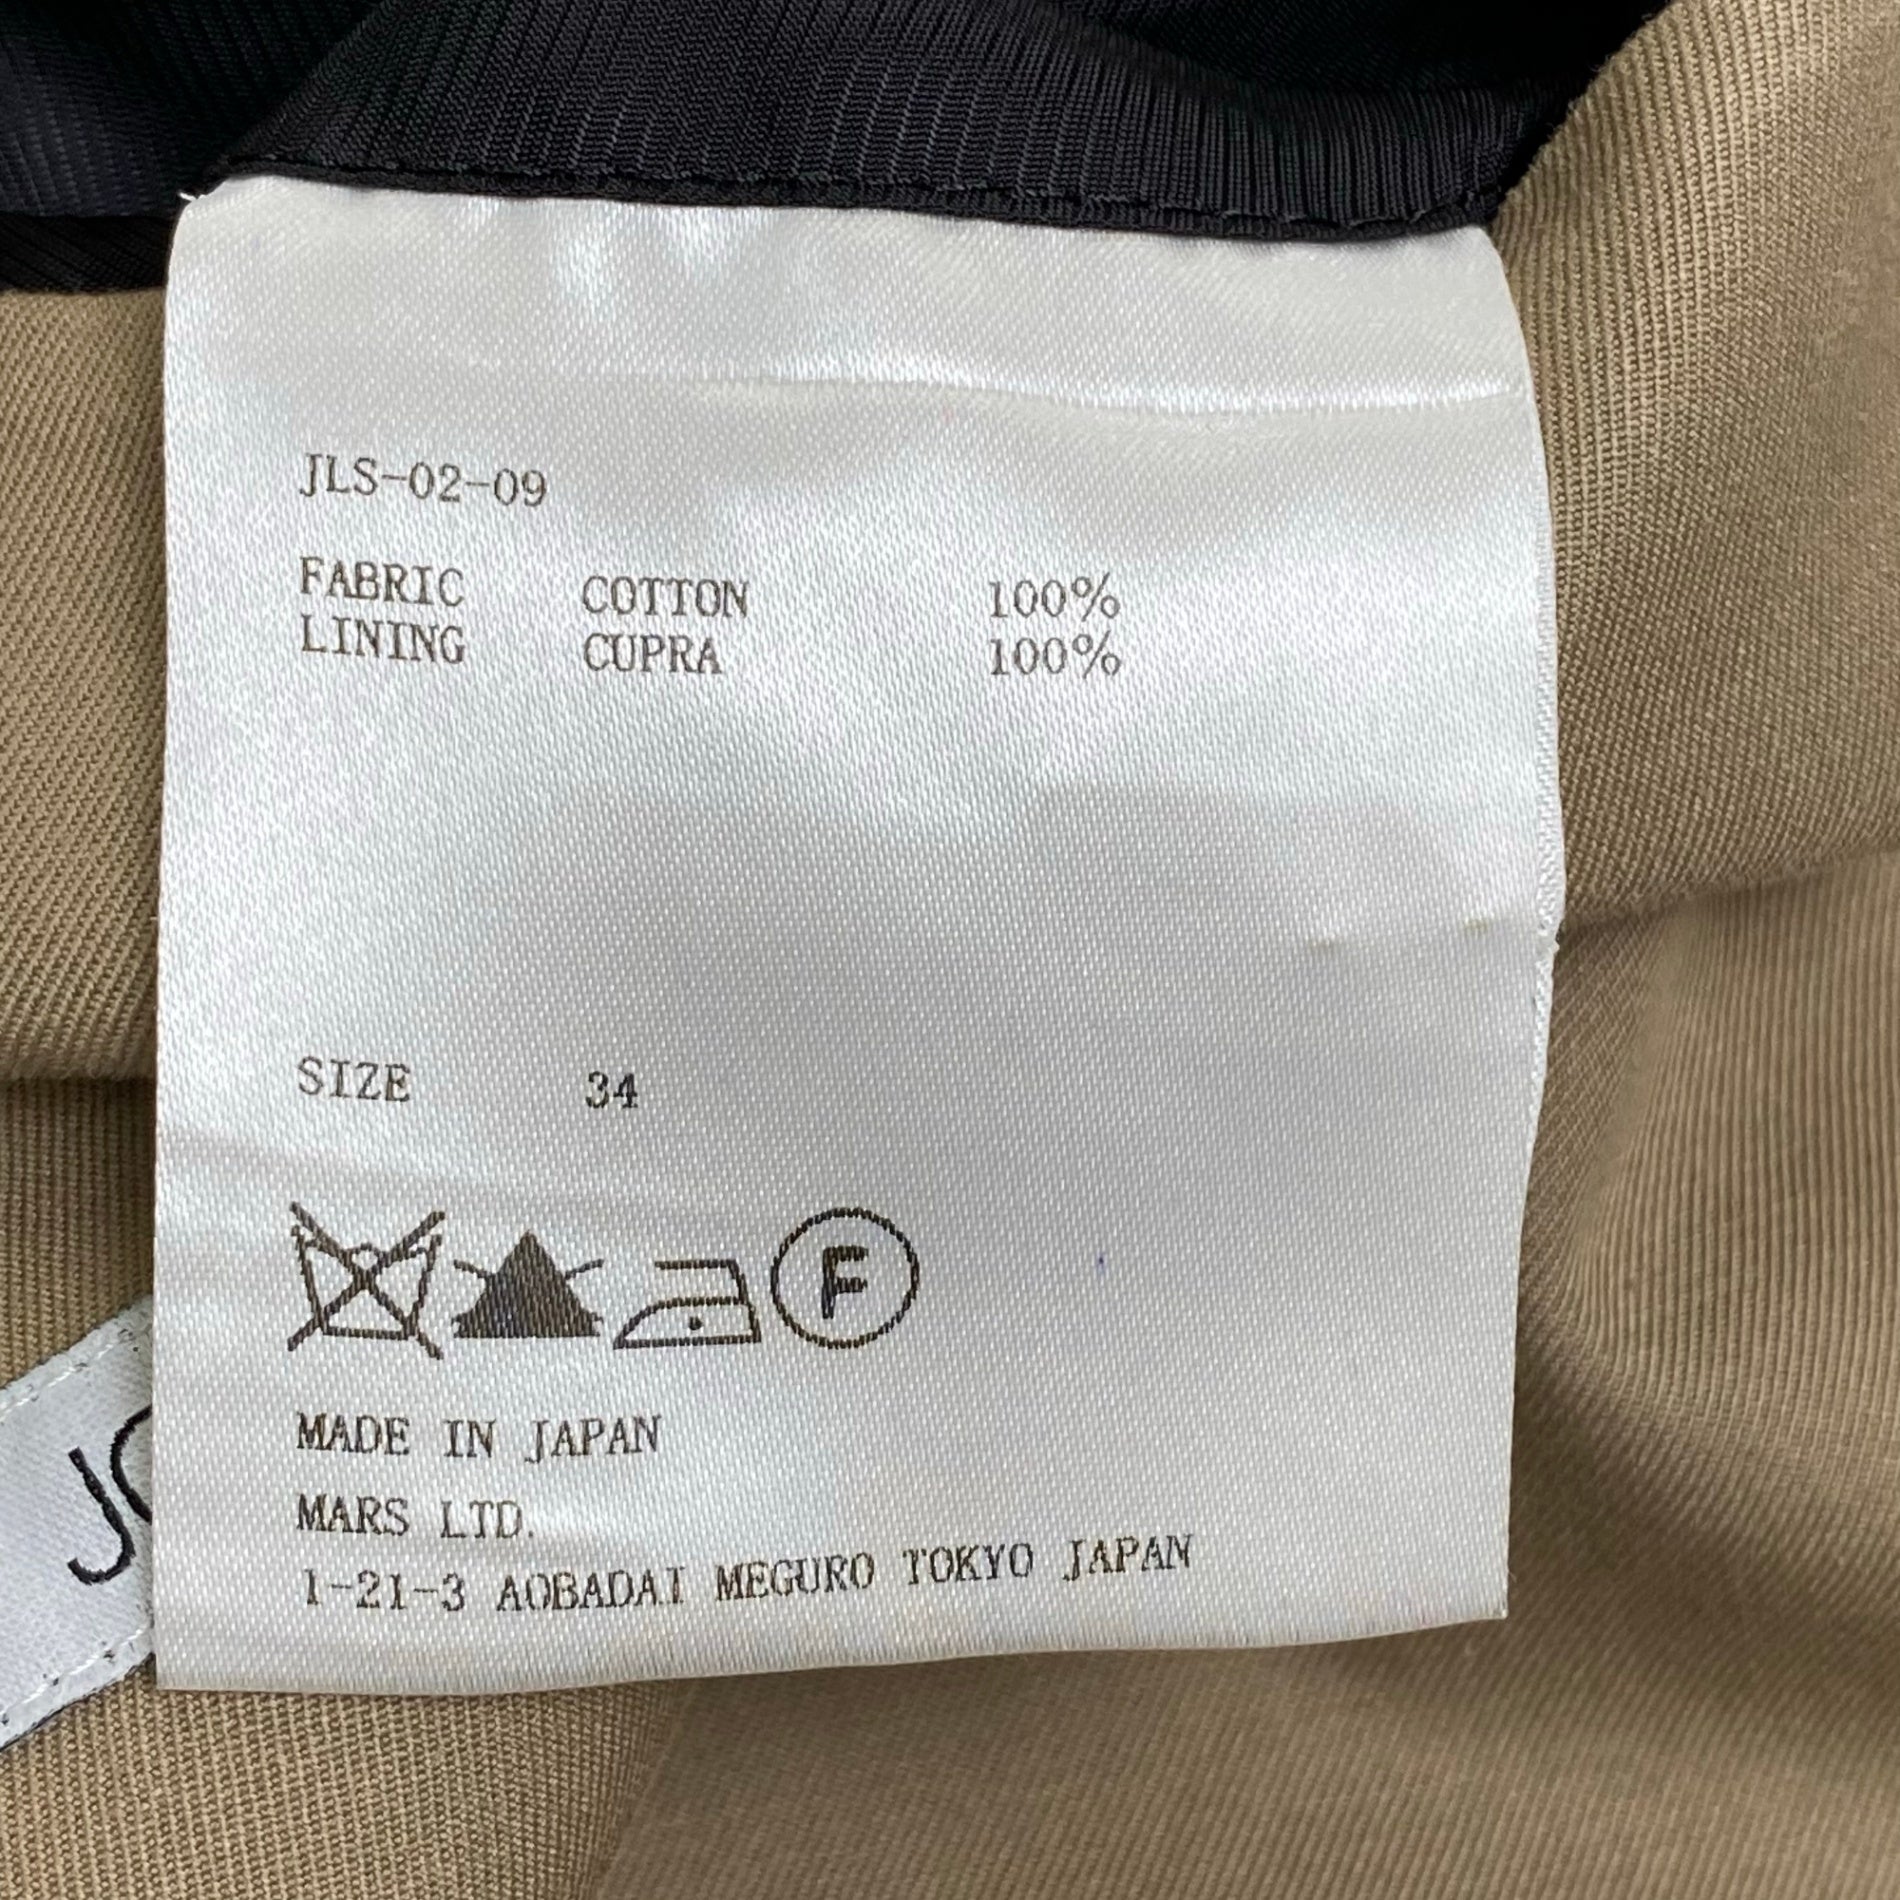 JLS-02-09
FABRIC COTTON 100%
LINING CUPRA 100%
SIZE 34
F
MADE IN JAPAN
MARS LTD.
1-21-3 AOBADAI MEGURO TOKYO JAPAN